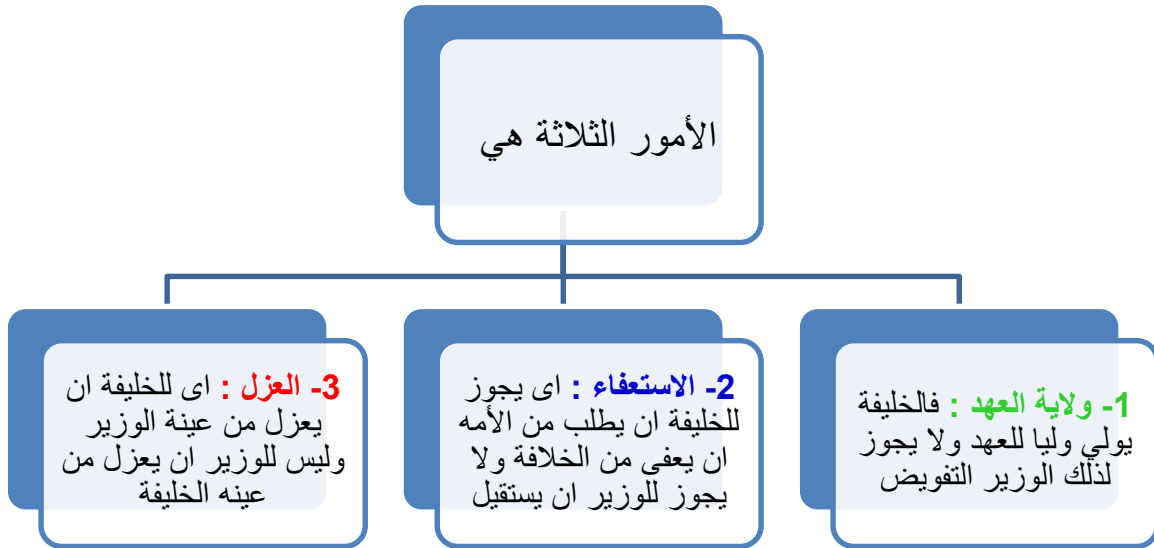 الأمور الثلاثة هي
1- ولاية العهد : فالخليفة
يولي وليا للعهد ولا يجوز
لذلك الوزير التفويض
2- الاستعفاء : اى يجوز
للخليفة ان يطلب من الأمه
ان يعفى من الخلافة ولا
يجوز للوزير ان يستقيل
3- العزل : اى للخليفة ان
يعزل من عينة الوزير
وليس للوزير ان يعزل من
عينه الخليفة